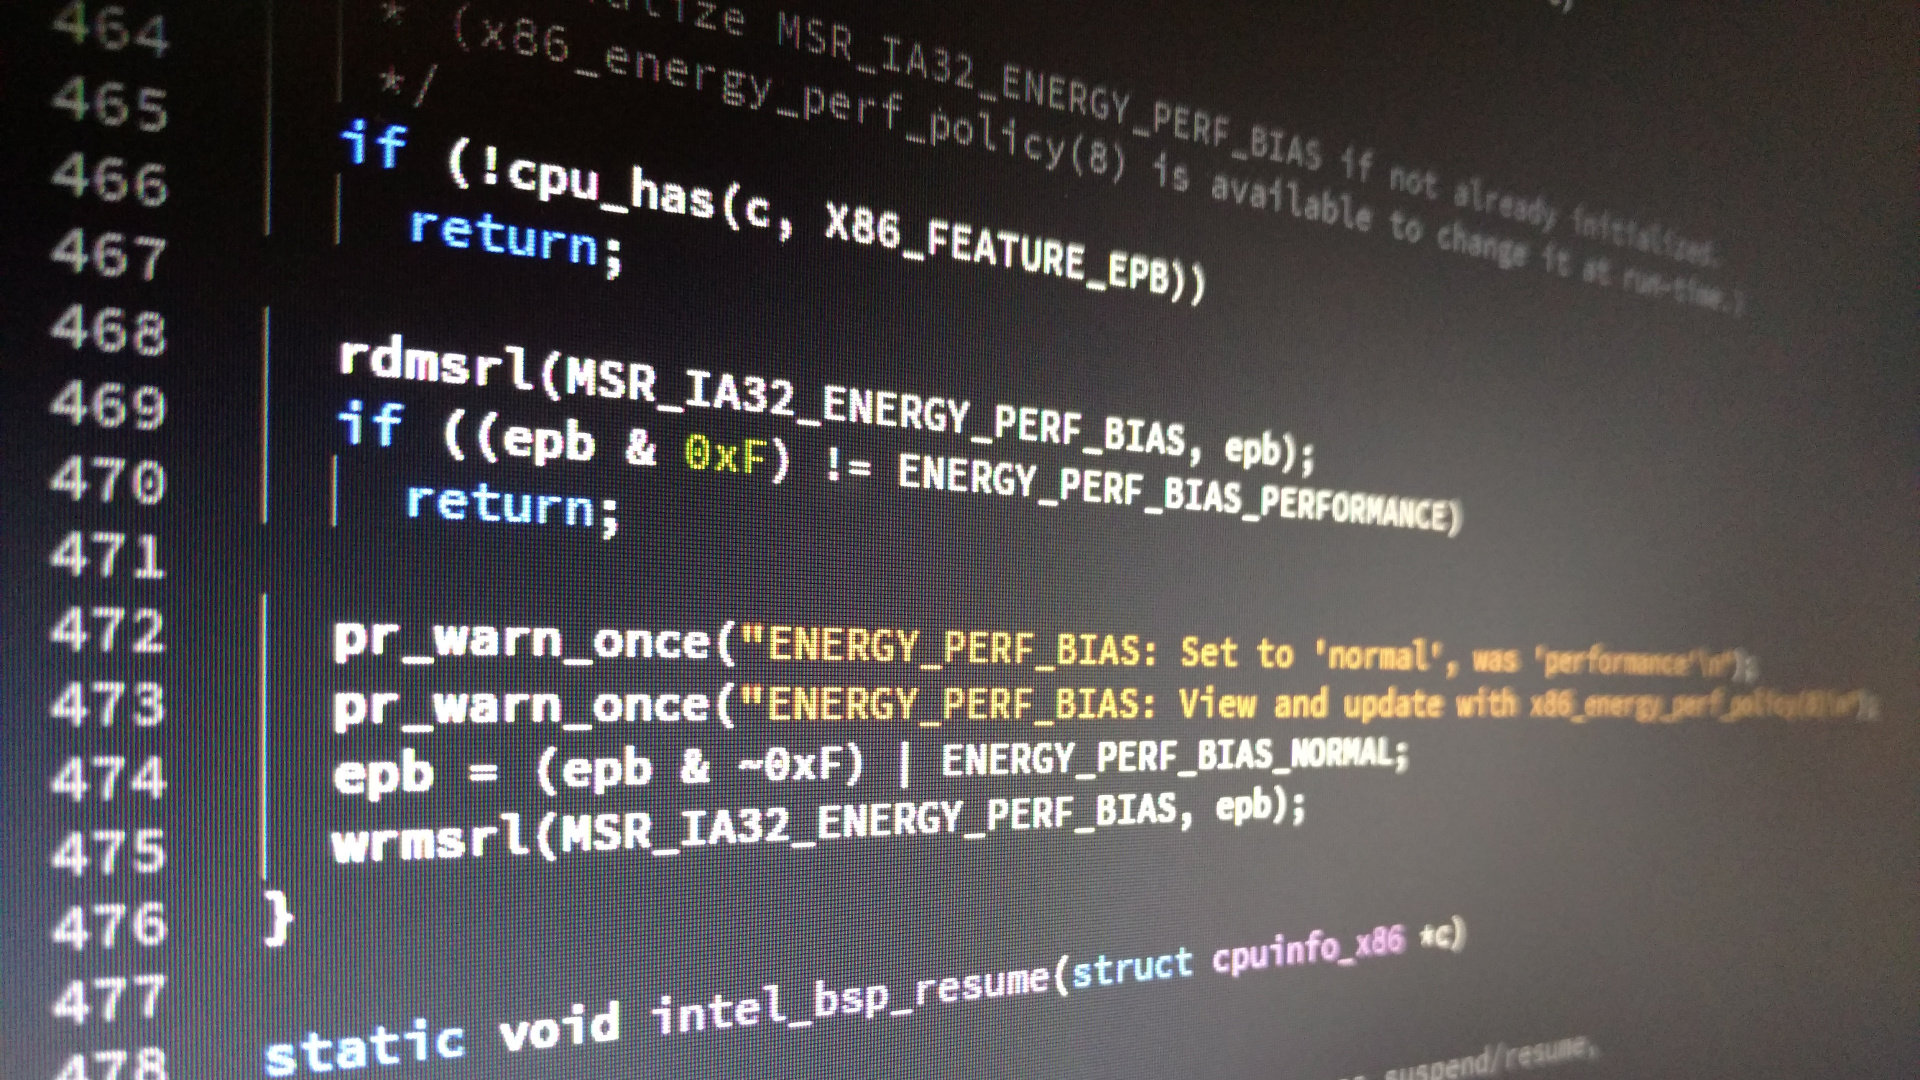 alize MSR_IA32_ENERGY_PERF_BIAS if not already initialized.
* (x86_energy_perf_policy(8) is available to change it at run-time.)
464 */
465 if (!cpu_has(c, X86_FEATURE_EPB))
466 return;
467
468 rdmsrl(MSR_IA32_ENERGY_PERF_BIAS, epb);
469 if ((epb & 0xF) != ENERGY_PERF_BIAS_PERFORMANCE)
470 return;
471
472 pr_warn_once("ENERGY_PERF_BIAS: Set to 'normal', was 'performance'\n");
473 pr_warn_once("ENERGY_PERF_BIAS: View and update with x86_energy_perf_policy(8)\n");
474 epb = (epb & ~0xF) | ENERGY_PERF_BIAS_NORMAL;
475 wrmsrl(MSR_IA32_ENERGY_PERF_BIAS, epb);
476 }
477
478 static void intel_bsp_resume(struct cpuinfo_x86 *c)
suspend/resume,